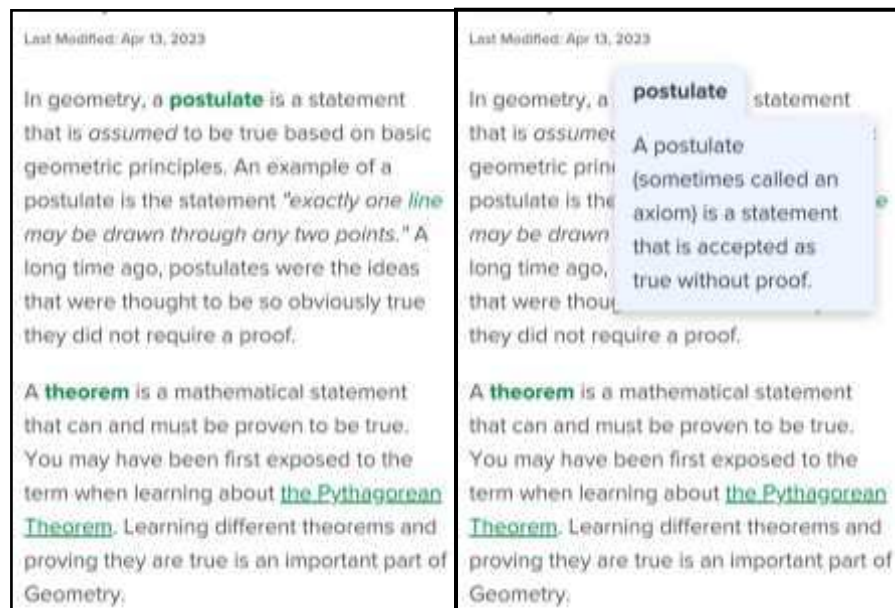 Last Modified: Apr 13, 2023
In geometry, a postulate is a statement
that is assumed to be true based on basic
geometric principles. An example of a
postulate is the statement "exactly one line
may be drawn through any two points." A
long time ago, postulates were the ideas
that were thought to be so obviously true
they did not require a proof.
A theorem is a mathematical statement
that can and must be proven to be true.
You may have been first exposed to the
term when learning about the Pythagorean
Theorem. Learning different theorems and
proving they are true is an important part of
Geometry.
Last Modified: Apr 13, 2023
In geometry, a
statement
that is assumed
geometric prin
postulate is the
may be drawn
long time ago,
that were thoug
they did not require a proof.
postulate
A postulate
(sometimes called an
axiom) is a statement
that is accepted as
true without proof.
A theorem is a mathematical statement
that can and must be proven to be true.
You may have been first exposed to the
term when learning about the Pythagorean
Theorem. Learning different theorems and
proving they are true is an important part of
Geometry.